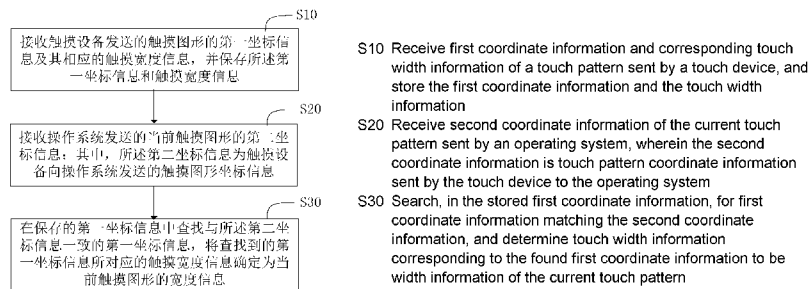 S10
接收触摸设备发送的触摸图形的第一坐标信
息及其相应的触摸宽度信息，并保存所述第
一坐标信息和触摸宽度信息
S20
接收操作系统发送的当前触摸图形的第二坐
标信息；其中，所述第二坐标信息为触摸设
备向操作系统发送的触摸图形坐标信息
S30
在保存的第一坐标信息中查找与所述第二坐
标信息一致的第一坐标信息，将查找到的第
一坐标信息所对应的触摸宽度信息确定为当
前触摸图形的宽度信息
S10 Receive first coordinate information and corresponding touch
width information of a touch pattern sent by a touch device, and
store the first coordinate information and the touch width
information
S20 Receive second coordinate information of the current touch
pattern sent by an operating system, wherein the second
coordinate information is touch pattern coordinate information
sent by the touch device to the operating system
S30 Search, in the stored first coordinate information, for first
coordinate information matching the second coordinate
information, and determine touch width information
corresponding to the found first coordinate information to be
width information of the current touch pattern